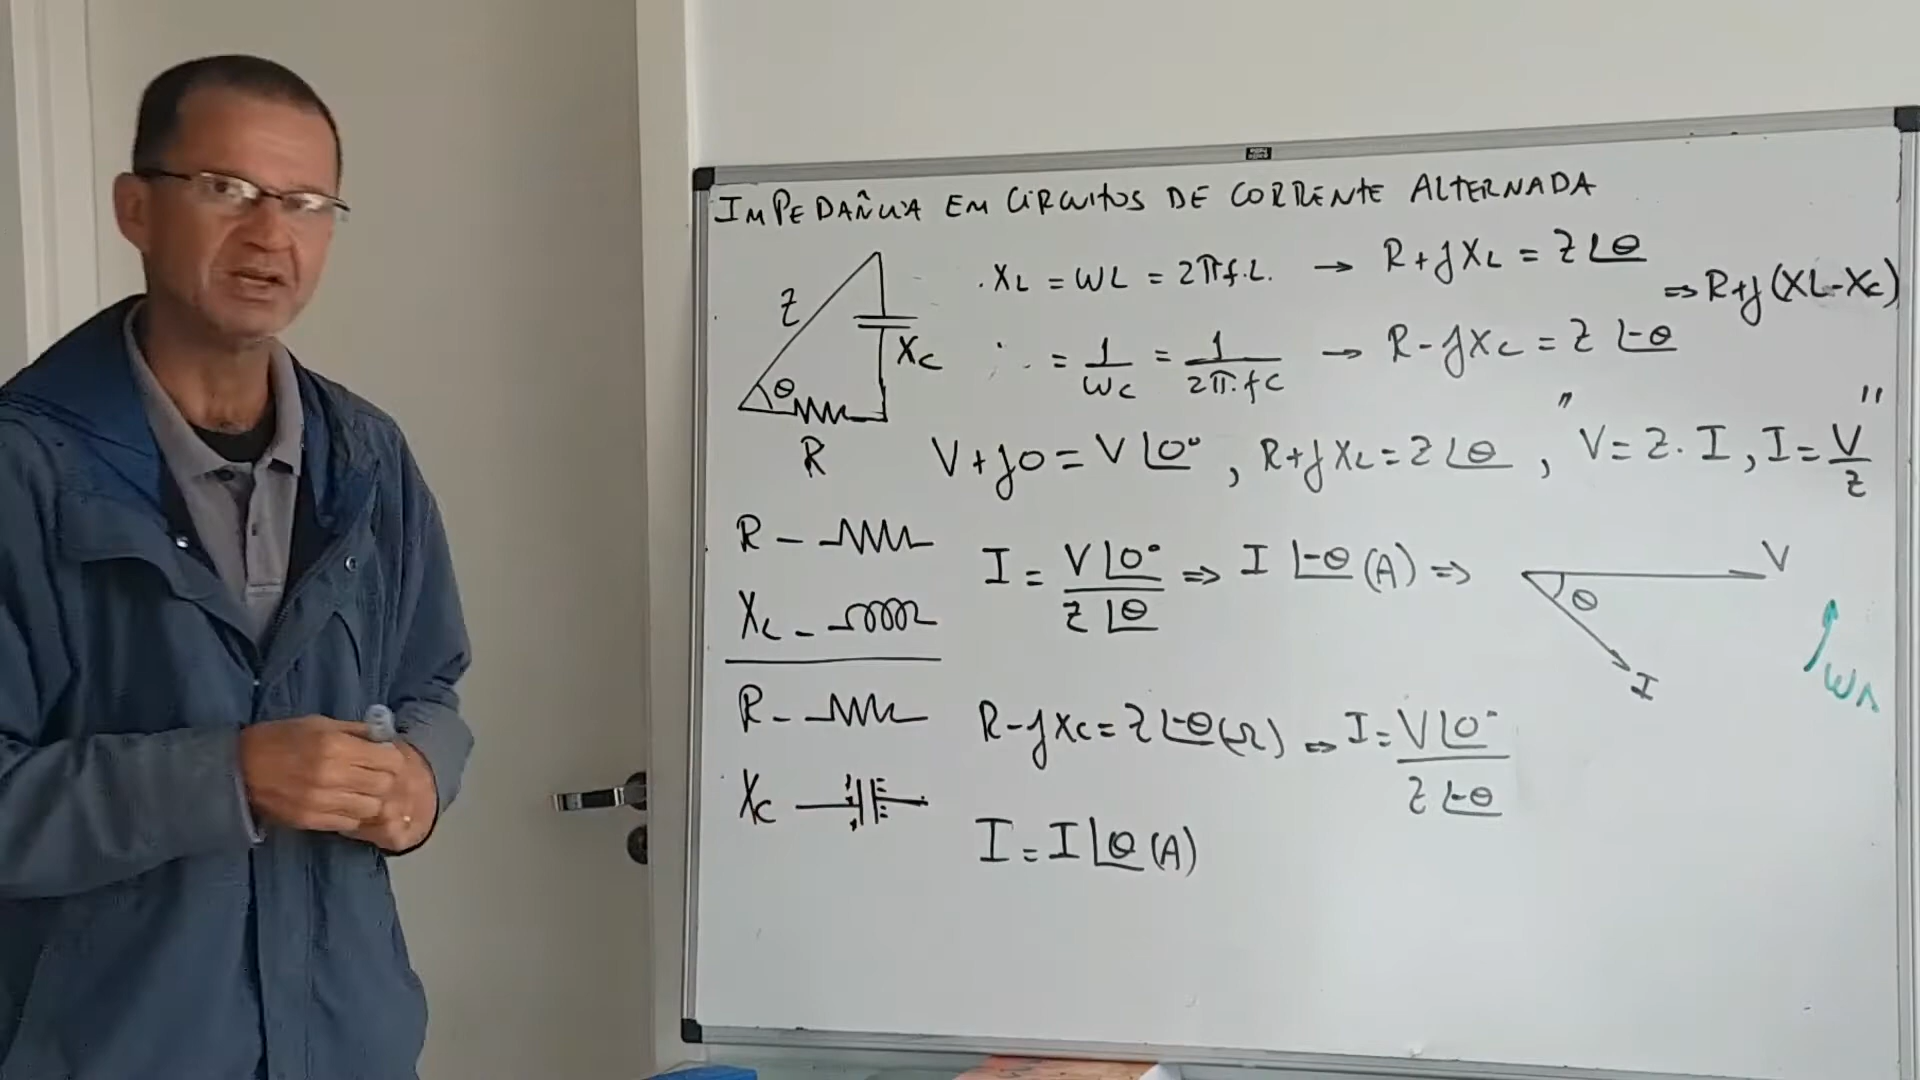 IMPEDÂNCIA EM CIRCUITOS DE CORRENTE ALTERNADA
Z
θ
R
XC
XL = WL = 2πf.L. → R+jXL = Z∠θ
⇒ R+j(XL-XC)
= 1/WC = 1/2π.fC → R-jXC = Z∠-θ
V+j0 = V∠0°, R+jXL = Z∠θ, "V = Z.I, I = V/Z"
R -
I = V∠0°/Z∠θ ⇒ I∠-θ(A) ⇒
V
θ
I
XL -
R -
R-jXC = Z∠-θ(Ω) ⇒ I = V∠0°/Z∠-θ
XC
I = I∠θ(A)